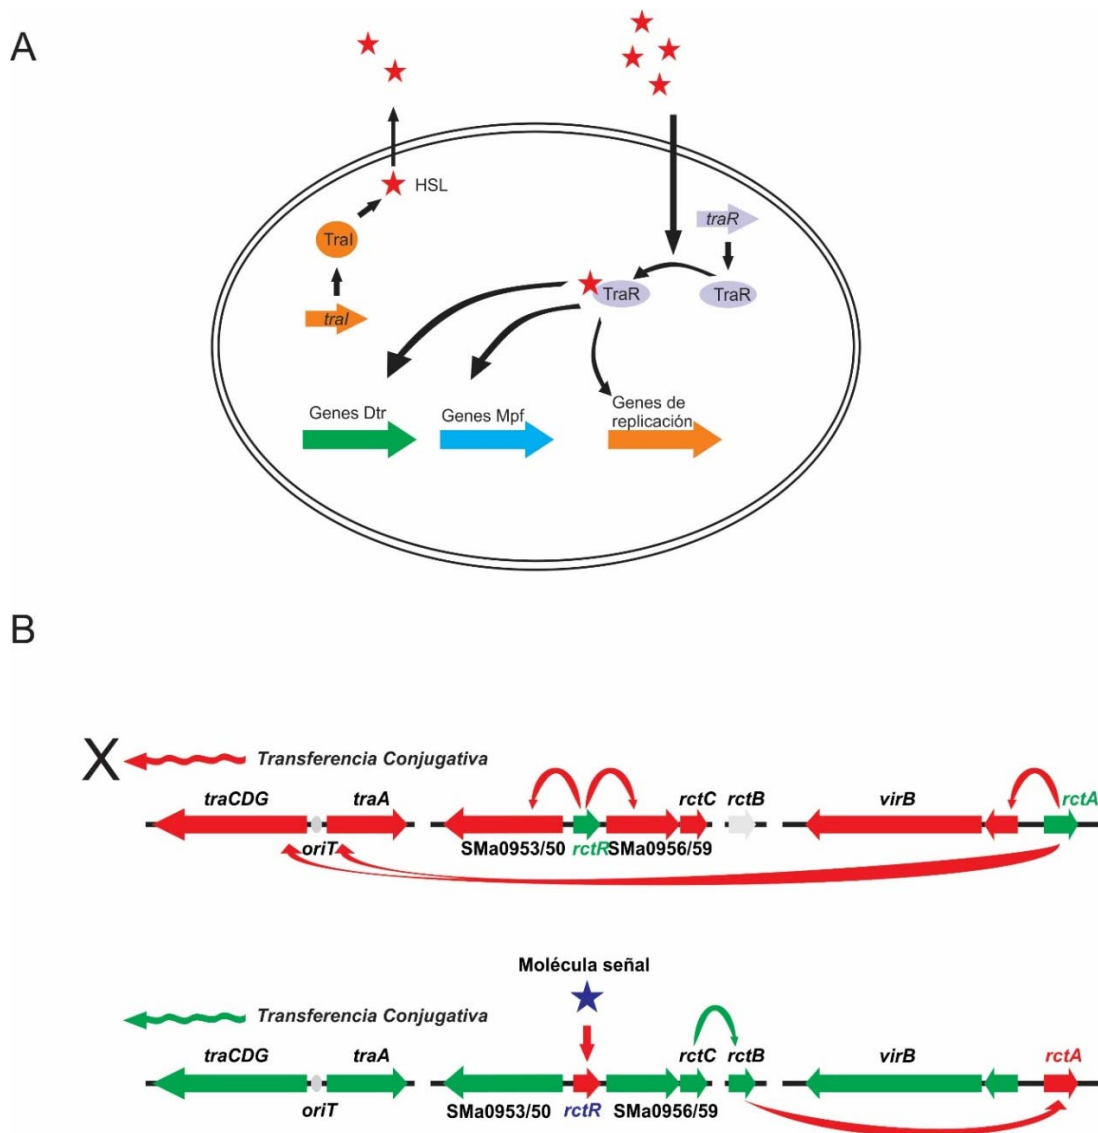 A
HSL
TraI
traI
traR
TraR
TraR
Genes Dtr
Genes Mpf
Genes de
replicación
B
X
Transferencia Conjugativa
traCDG
traA
rctC
rctB
virB
rctA
oriT
SMa0953/50
rctR
SMa0956/59
Molécula señal
Transferencia Conjugativa
traCDG
traA
rctC
rctB
virB
rctA
oriT
SMa0953/50
rctR
SMa0956/59